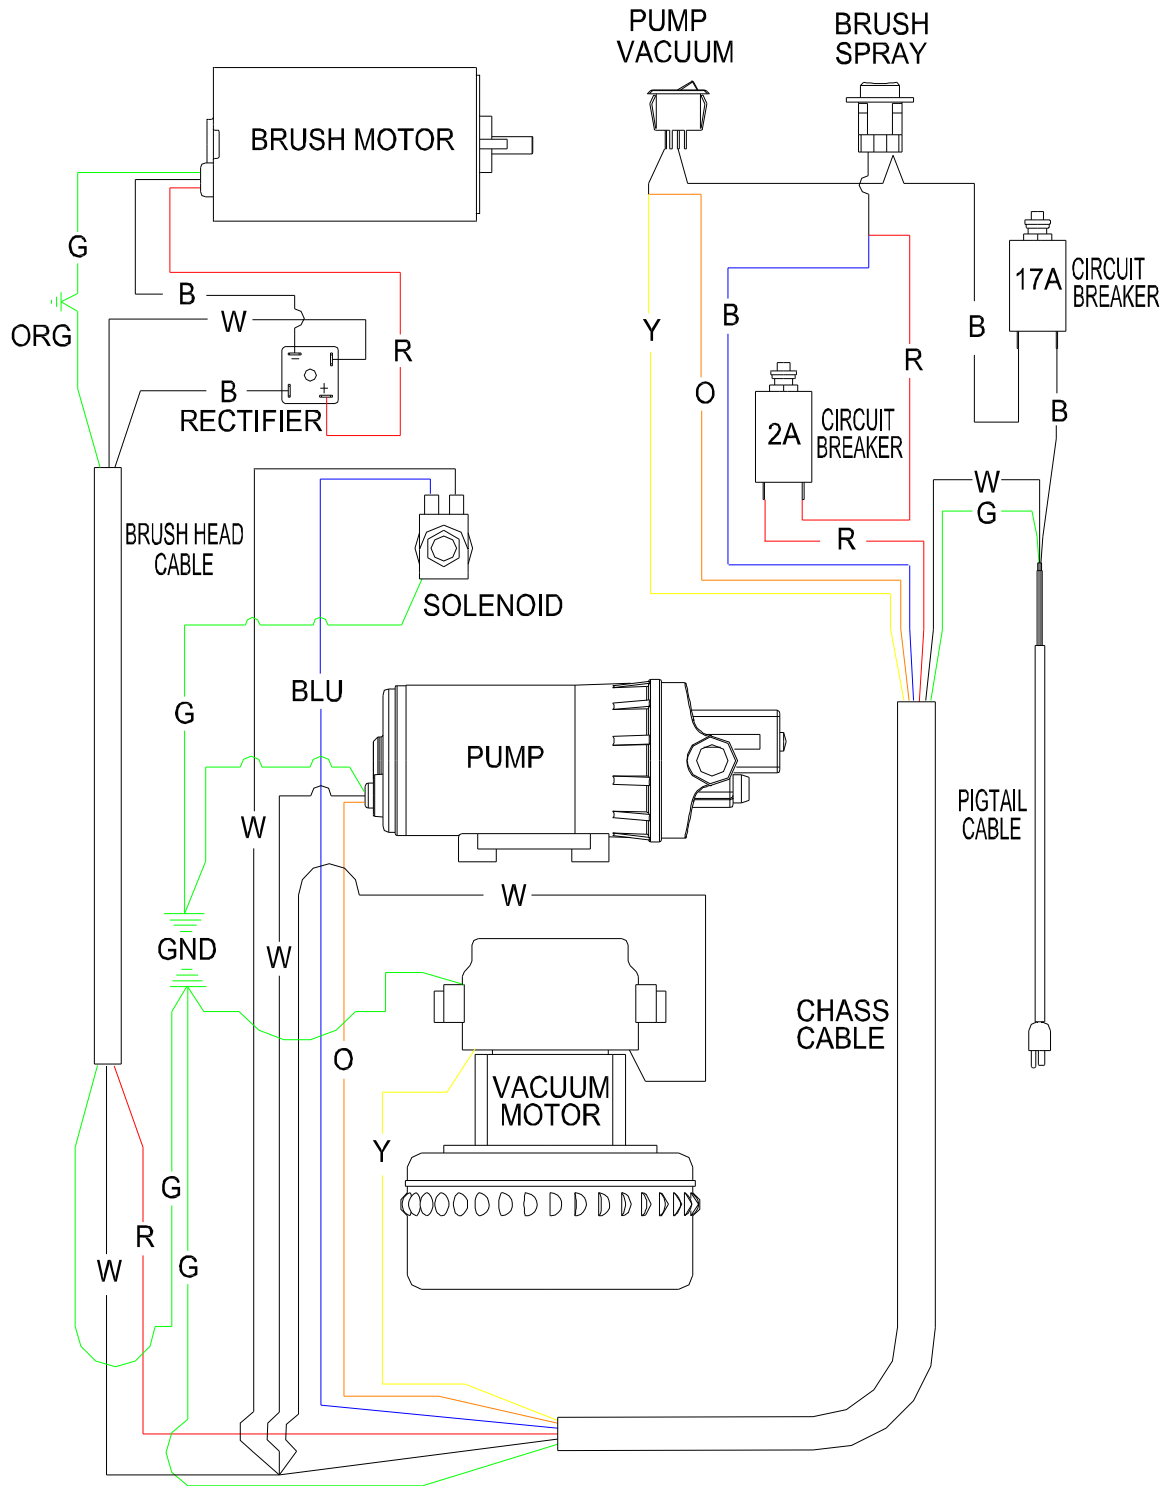 PUMP
VACUUM
BRUSH
SPRAY
BRUSH MOTOR
G
B
ORG
W
R
B
RECTIFIER
17A
CIRCUIT
BREAKER
Y
B
B
R
O
B
2A
CIRCUIT
BREAKER
W
G
R
BRUSH HEAD
CABLE
SOLENOID
BLU
G
PUMP
W
PIGTAIL
CABLE
W
GND
W
CHASS
CABLE
O
VACUUM
MOTOR
Y
G
R
G
W